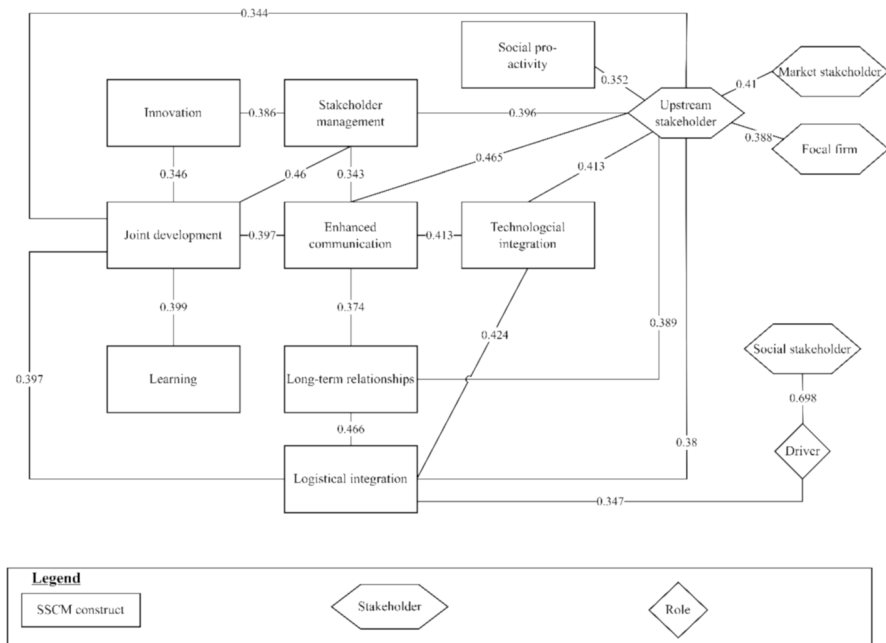 0.344
Social pro-
activity
0.352
Market stakeholder
0.41
Innovation
0.386
Stakeholder
management
0.396
Upstream
stakeholder
0.388
Focal firm
0.346
0.46
0.343
0.465
0.413
Joint development
0.397
Enhanced
communication
0.413
Technologcial
integration
0.399
0.374
0.424
0.389
Social stakeholder
0.397
Learning
Long-term relationships
0.698
0.466
0.38
Driver
Logistical integration
0.347
Legend
SSCM construct
Stakeholder
Role